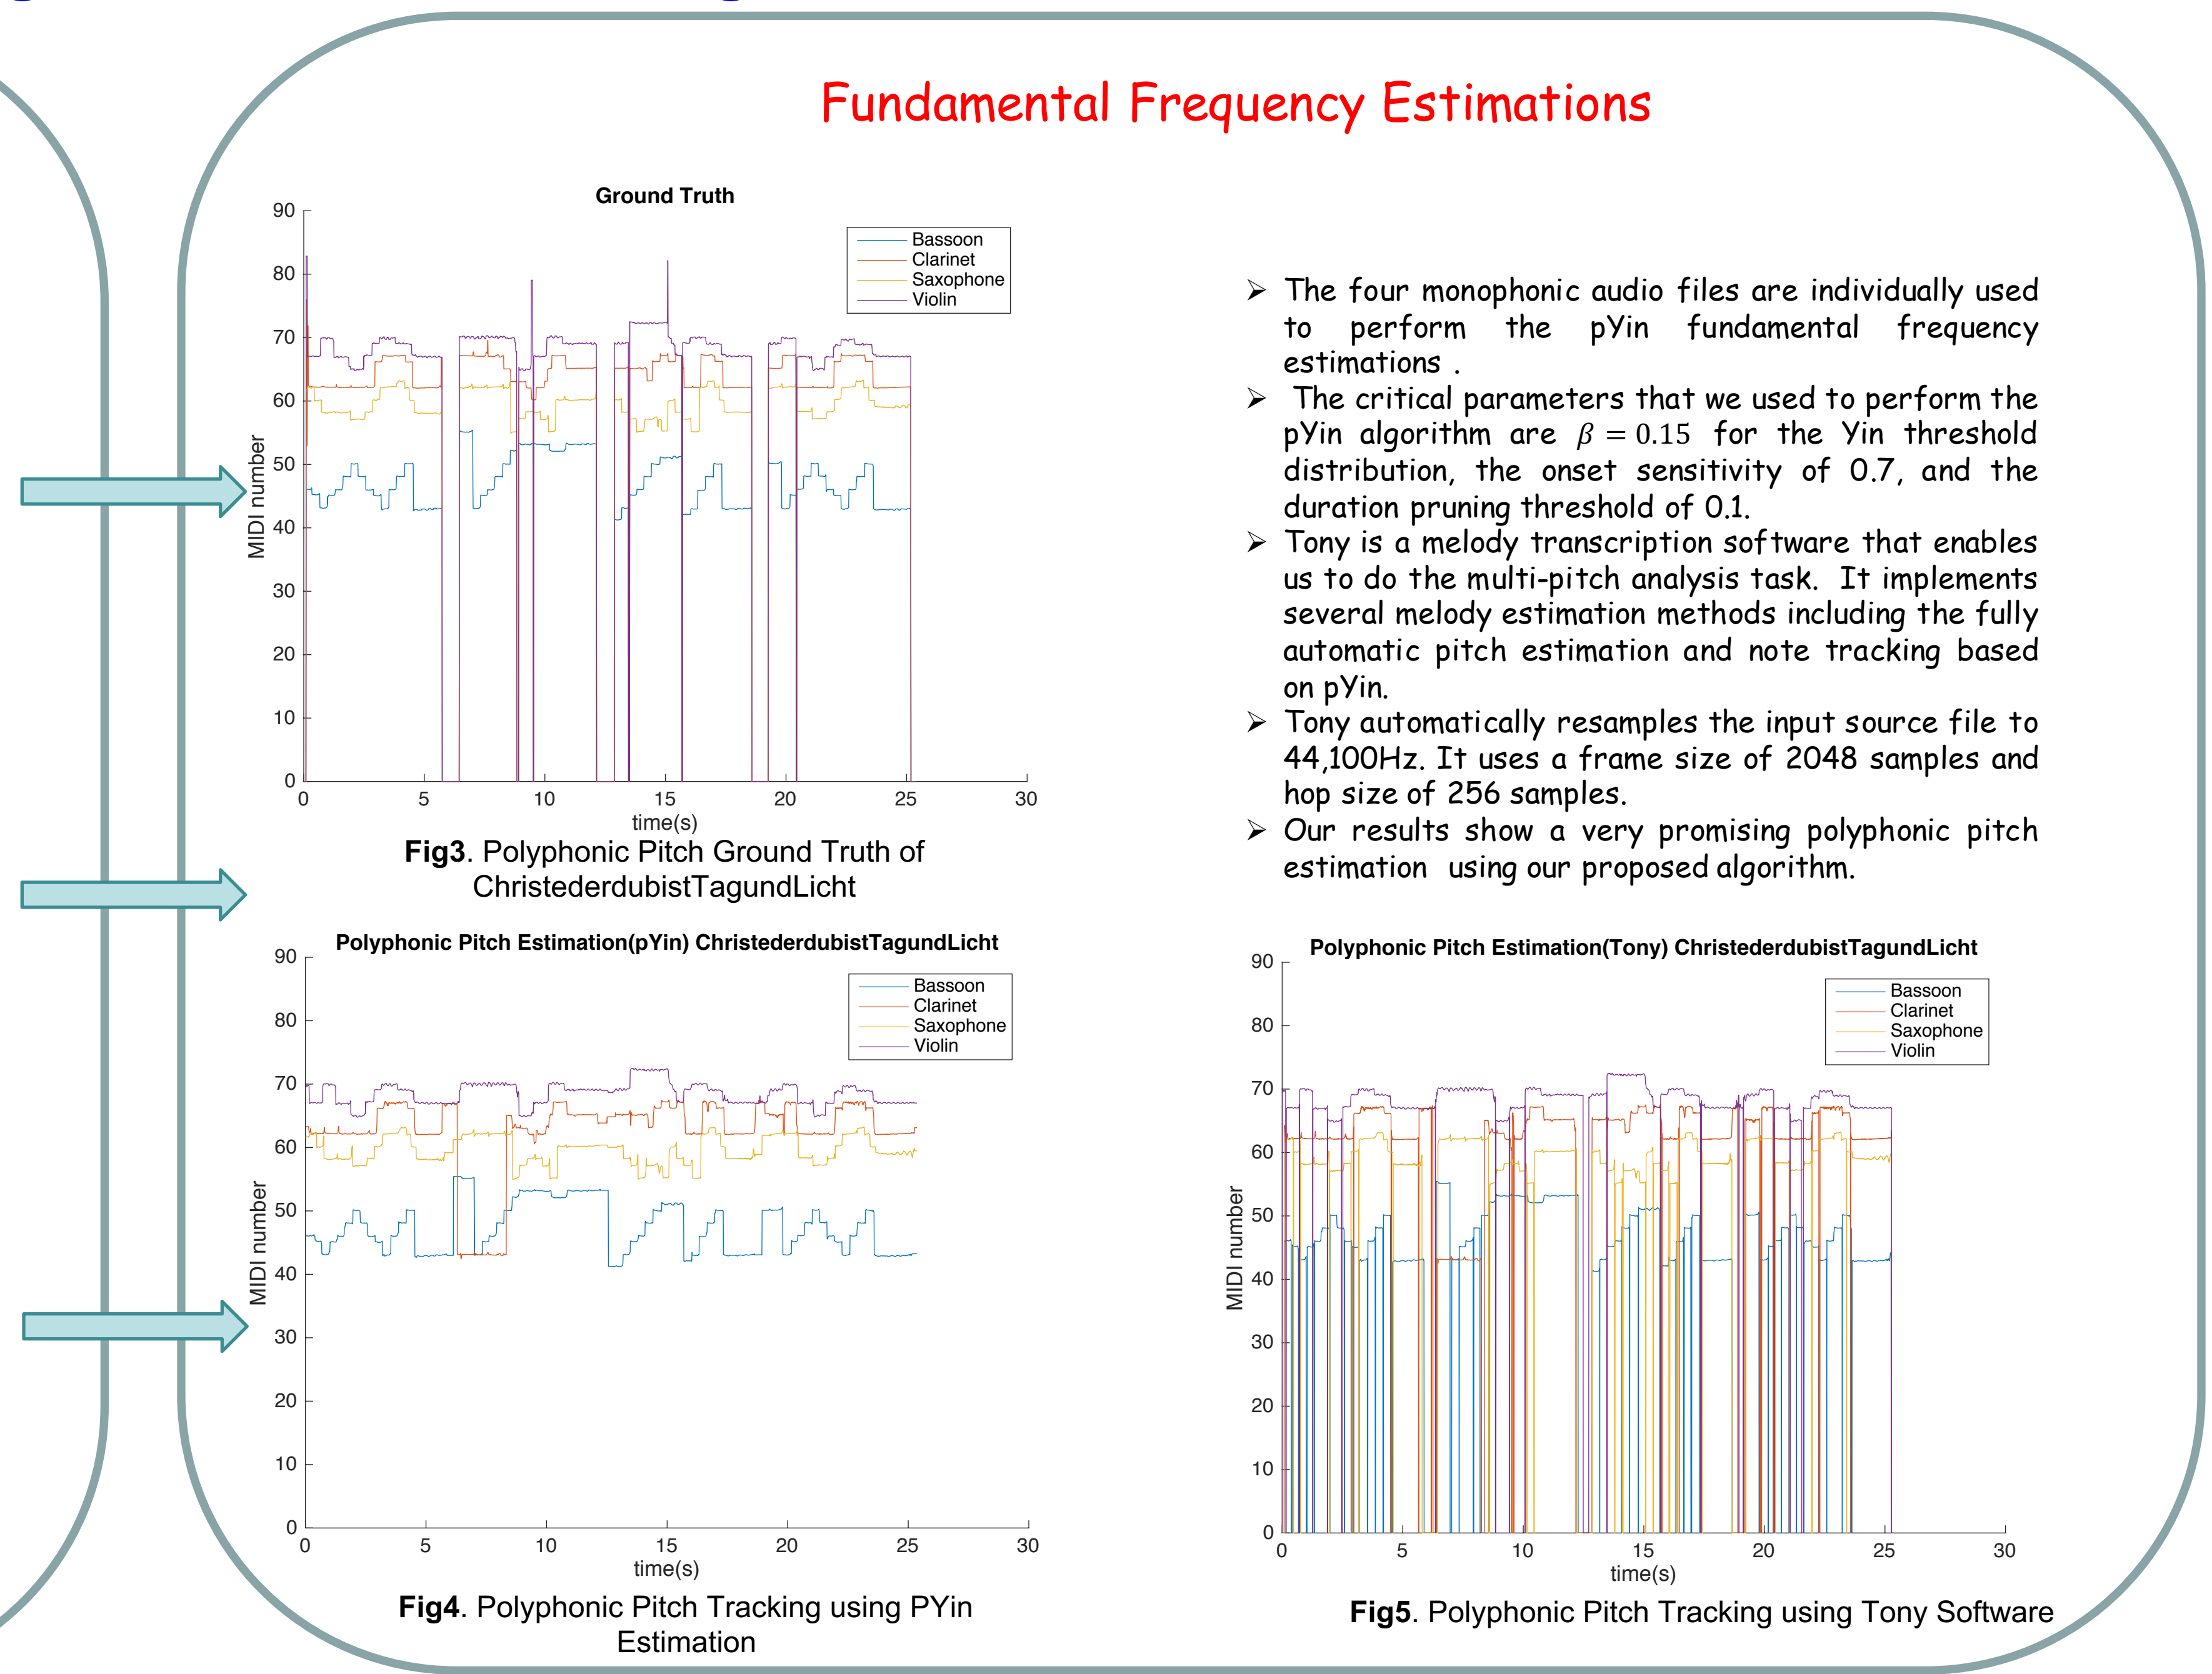 Fundamental Frequency Estimations
Ground Truth
90
80
70
60
50
40
30
20
10
0
MIDI number
Bassoon
Clarinet
Saxophone
Violin
0 5 10 15 20 25 30
time(s)
Fig3. Polyphonic Pitch Ground Truth of
ChristederdubistTagundLicht
➢ The four monophonic audio files are individually used
to perform the pYin fundamental frequency
estimations .
➢ The critical parameters that we used to perform the
pYin algorithm are β = 0.15 for the Yin threshold
distribution, the onset sensitivity of 0.7, and the
duration pruning threshold of 0.1.
➢ Tony is a melody transcription software that enables
us to do the multi-pitch analysis task. It implements
several melody estimation methods including the fully
automatic pitch estimation and note tracking based
on pYin.
➢ Tony automatically resamples the input source file to
44,100Hz. It uses a frame size of 2048 samples and
hop size of 256 samples.
➢ Our results show a very promising polyphonic pitch
estimation using our proposed algorithm.
Polyphonic Pitch Estimation(pYin) ChristederdubistTagundLicht
90
80
70
60
50
40
30
20
10
0
MIDI number
Bassoon
Clarinet
Saxophone
Violin
0 5 10 15 20 25 30
time(s)
Fig4. Polyphonic Pitch Tracking using PYin
Estimation
Polyphonic Pitch Estimation(Tony) ChristederdubistTagundLicht
90
80
70
60
50
40
30
20
10
0
MIDI number
Bassoon
Clarinet
Saxophone
Violin
0 5 10 15 20 25 30
time(s)
Fig5. Polyphonic Pitch Tracking using Tony Software